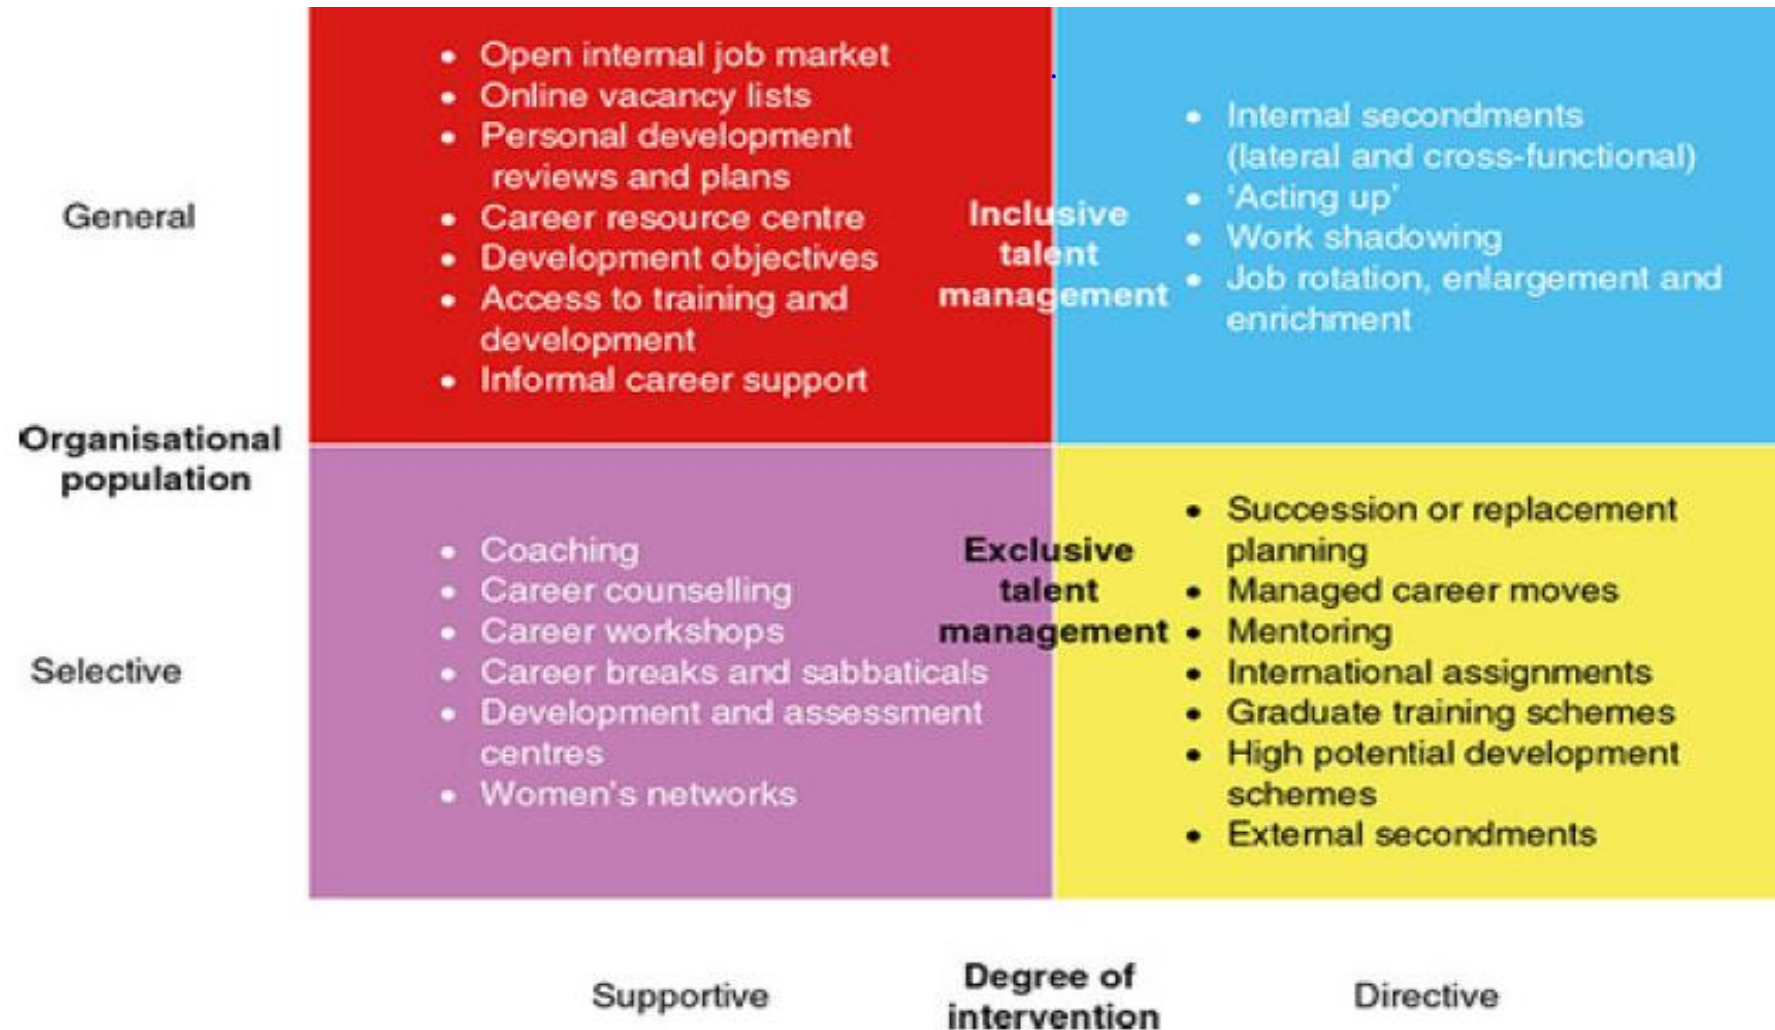 General
• Open internal job market
• Online vacancy lists
• Personal development
reviews and plans
• Career resource centre
• Development objectives
• Access to training and
development
• Informal career support
Inclusive
talent
management
• Internal secondments
(lateral and cross-functional)
• ‘Acting up’
• Work shadowing
• Job rotation, enlargement and
enrichment
Organisational
population
Selective
• Coaching
• Career counselling
• Career workshops
• Career breaks and sabbaticals
• Development and assessment
centres
• Women's networks
Exclusive
talent
management
• Succession or replacement
planning
• Managed career moves
• Mentoring
• International assignments
• Graduate training schemes
• High potential development
schemes
• External secondments
Supportive
Degree of
intervention
Directive